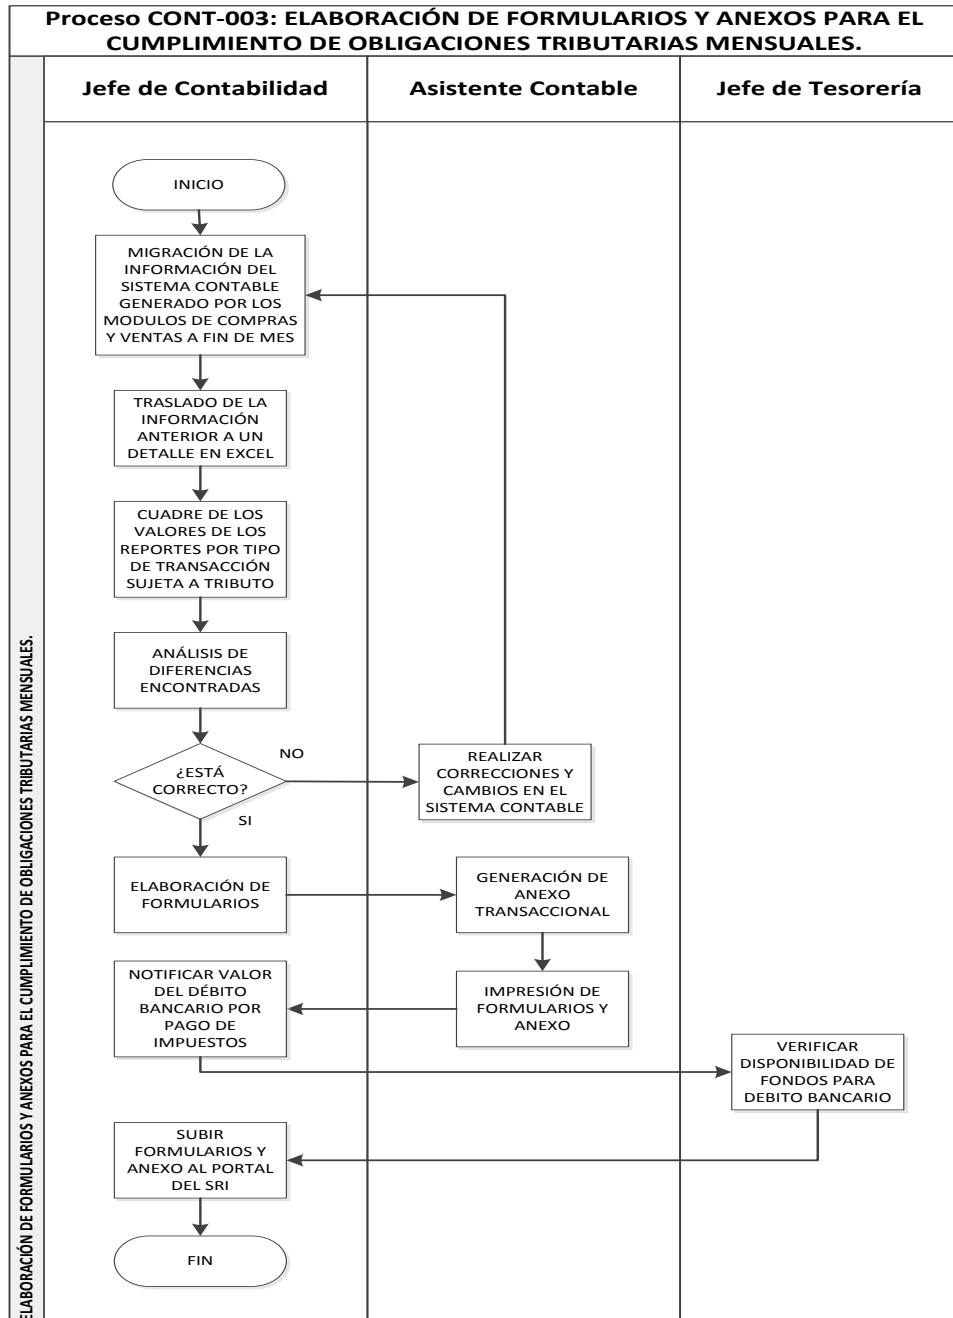 Proceso CONT-003: ELABORACIÓN DE FORMULARIOS Y ANEXOS PARA EL
CUMPLIMIENTO DE OBLIGACIONES TRIBUTARIAS MENSUALES.
ELABORACIÓN DE FORMULARIOS Y ANEXOS PARA EL CUMPLIMIENTO DE OBLIGACIONES TRIBUTARIAS MENSUALES.
Jefe de Contabilidad
Asistente Contable
Jefe de Tesorería
INICIO
MIGRACIÓN DE LA
INFORMACIÓN DEL
SISTEMA CONTABLE
GENERADO POR LOS
MODULOS DE COMPRAS
Y VENTAS A FIN DE MES
TRASLADO DE LA
INFORMACIÓN
ANTERIOR A UN
DETALLE EN EXCEL
CUADRE DE LOS
VALORES DE LOS
REPORTES POR TIPO
DE TRANSACCIÓN
SUJETA A TRIBUTO
ANÁLISIS DE
DIFERENCIAS
ENCONTRADAS
¿ESTÁ
CORRECTO?
NO
SI
REALIZAR
CORRECCIONES Y
CAMBIOS EN EL
SISTEMA CONTABLE
ELABORACIÓN DE
FORMULARIOS
GENERACIÓN DE
ANEXO
TRANSACCIONAL
IMPRESIÓN DE
FORMULARIOS Y
ANEXO
NOTIFICAR VALOR
DEL DÉBITO
BANCARIO POR
PAGO DE
IMPUESTOS
VERIFICAR
DISPONIBILIDAD DE
FONDOS PARA
DEBITO BANCARIO
SUBIR
FORMULARIOS Y
ANEXO AL PORTAL
DEL SRI
FIN